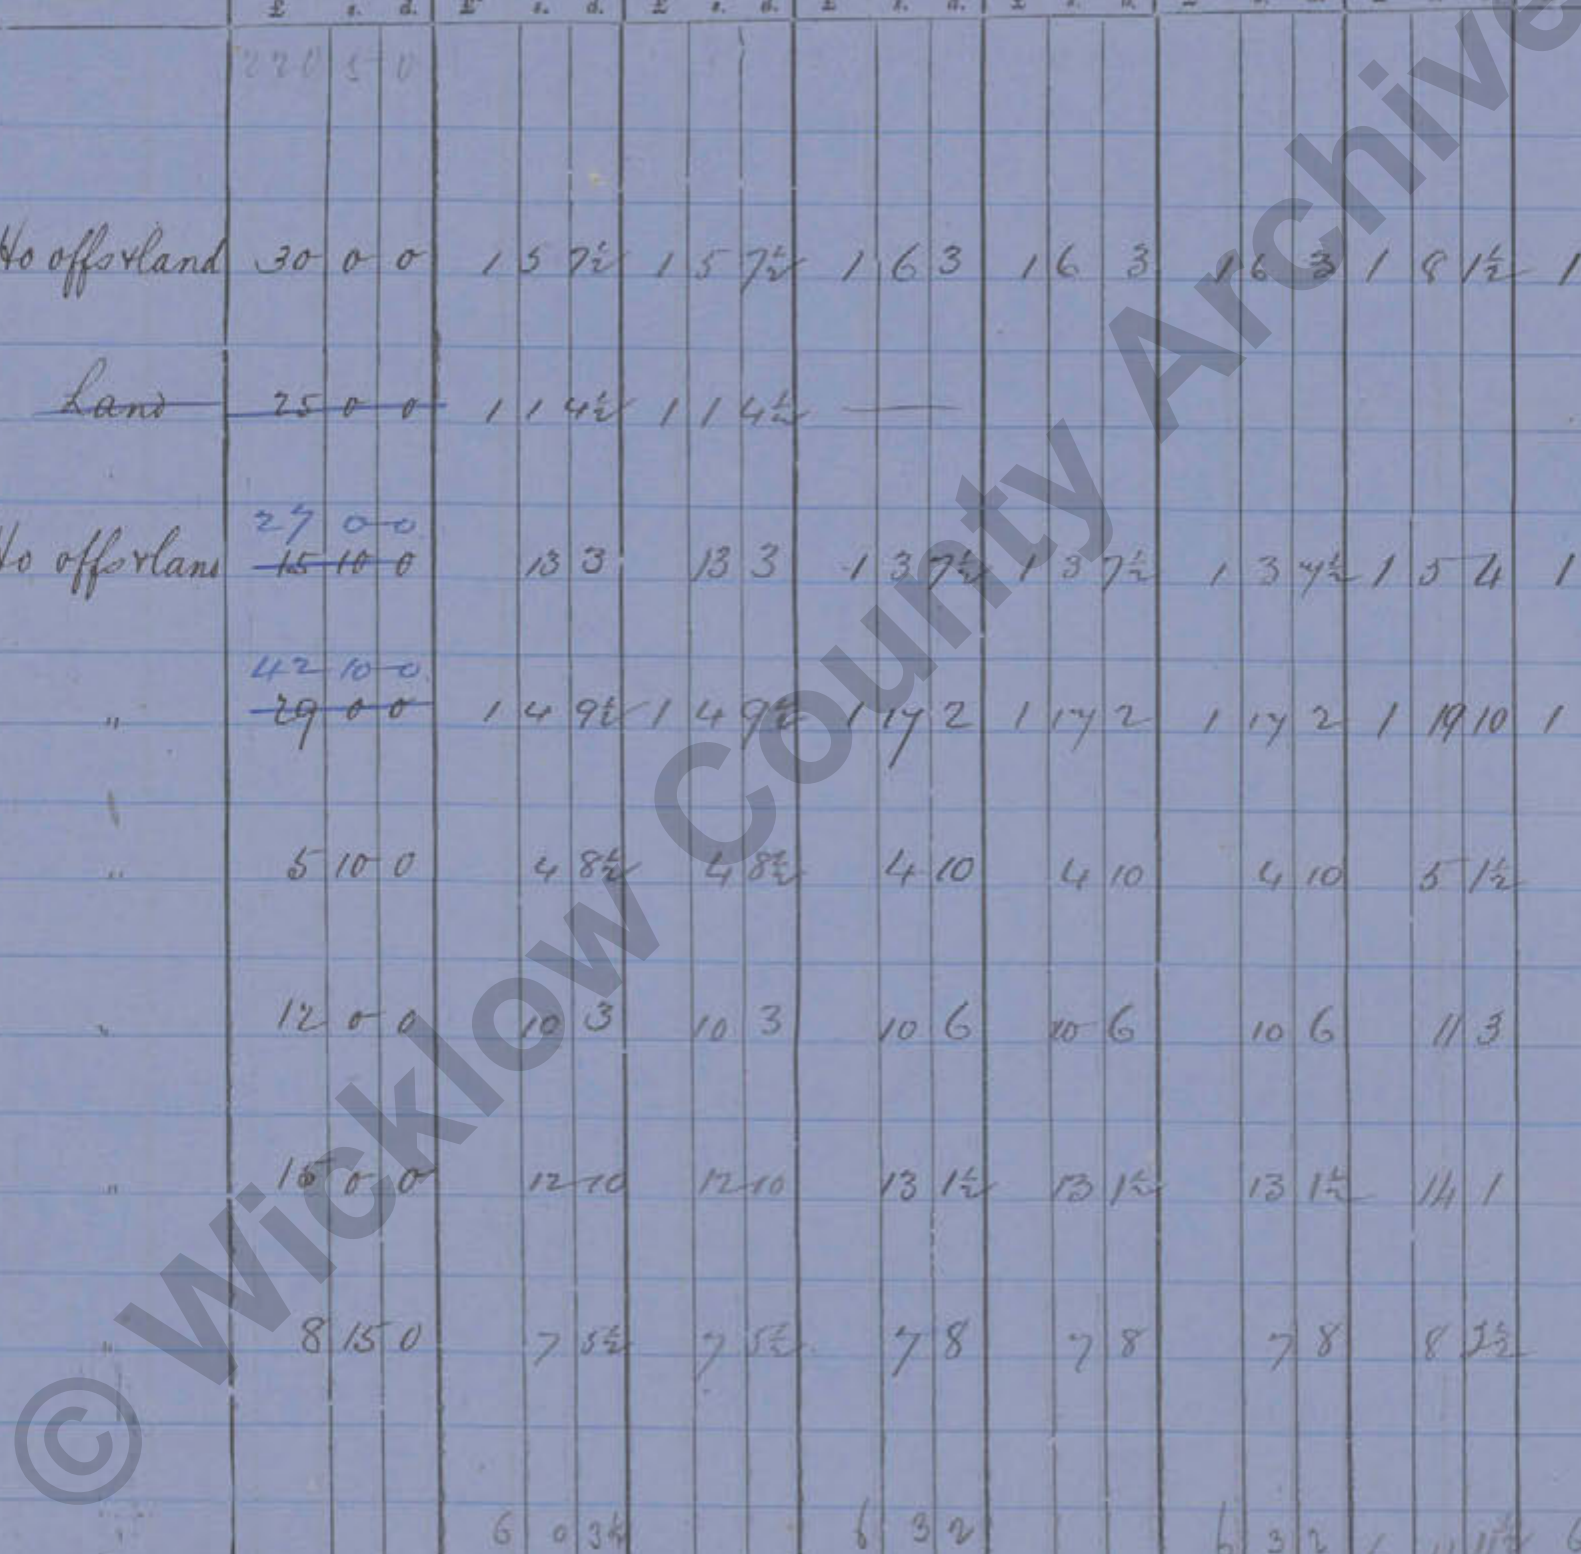 £ s. d. £ s. d. £ s. d. £ s. d. £ s. d.
220 5 0
Ho offs & land 30 0 0 1 5 7½ 1 5 7½ 1 6 3 1 6 3 1 6 3 1 8 1½ 1
Land 25 0 0 1 1 4½ 1 1 4½ —
27 0 0
Ho offs & land 15 10 0 13 3 13 3 1 3 7½ 1 3 7½ 1 3 7½ 1 5 4 1
42 10 0
" 29 0 0 1 4 9½ 1 4 9½ 1 17 2 1 17 2 1 17 2 1 19 10 1
" 5 10 0 4 8½ 4 8½ 4 10 4 10 4 10 5 1½
" 12 0 0 10 3 10 3 10 6 10 6 10 6 11 3
" 15 0 0 12 10 12 10 13 1½ 13 1½ 13 1½ 14 1
" 8 15 0 7 5½ 7 5½ 7 8 7 8 7 8 8 2½
6 0 3½ 6 3 2 6 3 2
© Wicklow County Archive